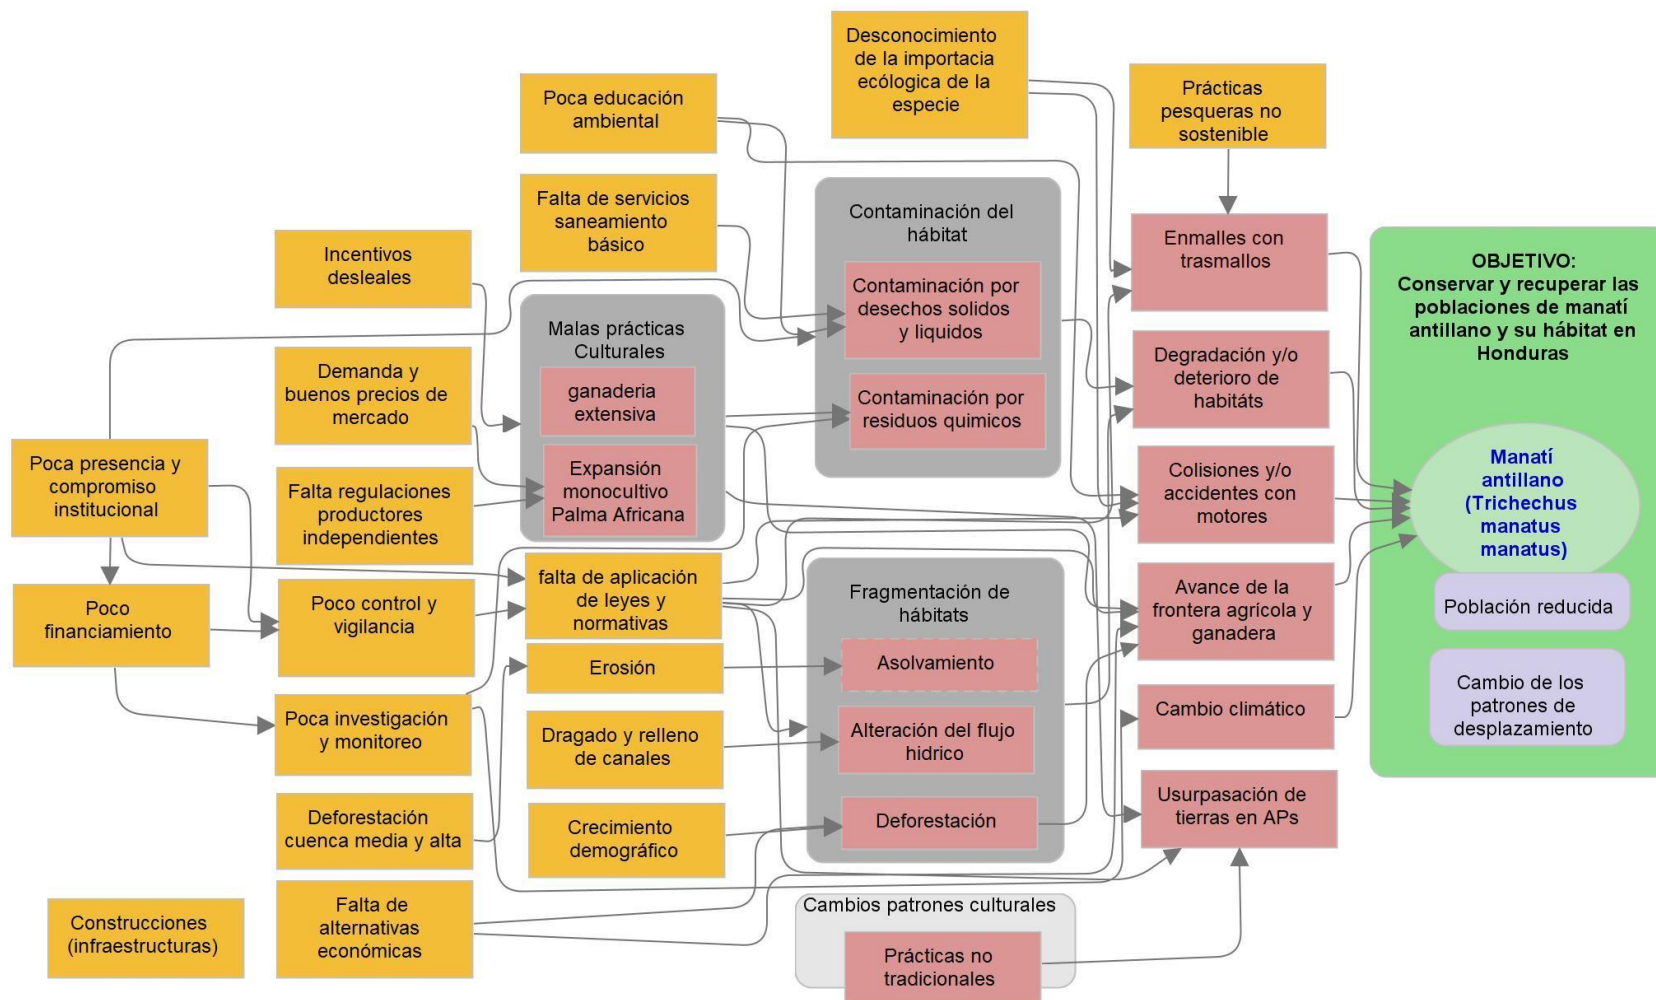 Desconocimiento
de la importacia
ecólogica de la
especie
Prácticas
pesqueras no
sostenible
Poca educación
ambiental
Falta de servicios
saneamiento
básico
Contaminación del
hábitat
Contaminación por
desechos solidos
y liquidos
Contaminación por
residuos quimicos
Enmalles con
trasmallos
OBJETIVO:
Conservar y recuperar las
poblaciones de manatí
antillano y su hábitat en
Honduras
Incentivos
desleales
Malas prácticas
Culturales
ganaderia
extensiva
Expansión
monocultivo
Palma Africana
Demanda y
buenos precios de
mercado
Degradación y/o
deterioro de
habitáts
Poca presencia y
compromiso
institucional
Falta regulaciones
productores
independientes
Colisiones y/o
accidentes con
motores
Manatí
antillano
(Trichechus
manatus
manatus)
Poco
financiamiento
Poco control y
vigilancia
falta de aplicación
de leyes y
normativas
Fragmentación de
hábitats
Asolvamiento
Alteración del flujo
hidrico
Deforestación
Avance de la
frontera agrícola y
ganadera
Población reducida
Erosión
Cambio de los
patrones de
desplazamiento
Poca investigación
y monitoreo
Dragado y relleno
de canales
Cambio climático
Deforestación
cuenca media y alta
Crecimiento
demográfico
Usurpasación de
tierras en APs
Construcciones
(infraestructuras)
Falta de
alternativas
económicas
Cambios patrones culturales
Prácticas no
tradicionales